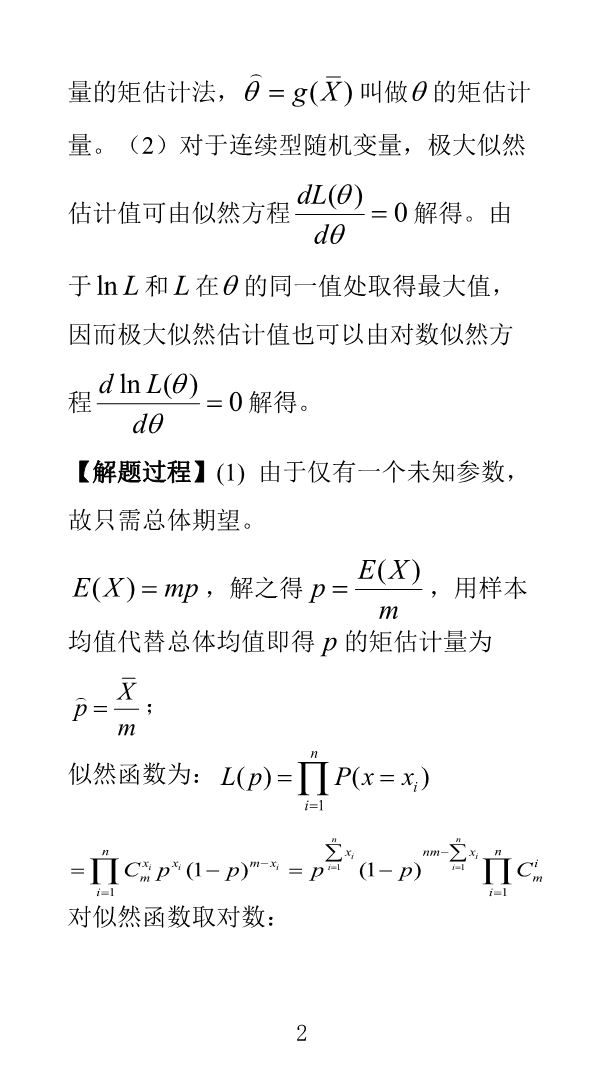 量的矩估计法，$\hat{\theta} = g(\bar{X})$ 叫做 $\theta$ 的矩估计
量。（2）对于连续型随机变量，极大似然
估计值可由似然方程 $\frac{dL(\theta)}{d\theta} = 0$ 解得。由
于 $\ln L$ 和 $L$ 在 $\theta$ 的同一值处取得最大值，
因而极大似然估计值也可以由对数似然方
程 $\frac{d \ln L(\theta)}{d\theta} = 0$ 解得。
【解题过程】(1) 由于仅有一个未知参数，
故只需总体期望。
$E(X) = mp$，解之得 $p = \frac{E(X)}{m}$，用样本
均值代替总体均值即得 $p$ 的矩估计量为
$\hat{p} = \frac{\bar{X}}{m}$；
似然函数为：$L(p) = \prod_{i=1}^{n} P(x = x_i)$
$= \prod_{i=1}^{n} C_m^{x_i} p^{x_i} (1-p)^{m-x_i} = p^{\sum_{i=1}^{n} x_i} (1-p)^{nm-\sum_{i=1}^{n} x_i} \prod_{i=1}^{n} C_m^{i}$
对似然函数取对数：
2